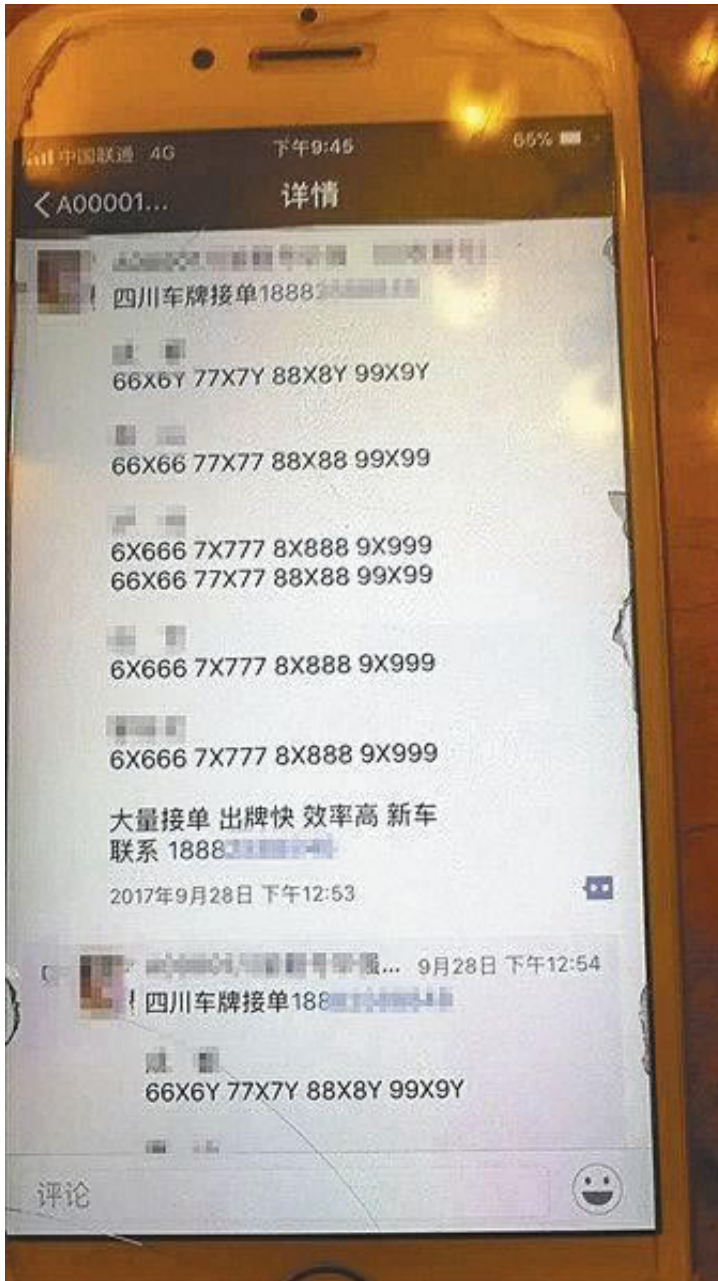 中国联通 4G
下午9:45
66%
A00001...
详情
四川车牌接单1888
66X6Y 77X7Y 88X8Y 99X9Y
66X66 77X77 88X88 99X99
6X666 7X777 8X888 9X999
66X66 77X77 88X88 99X99
6X666 7X777 8X888 9X999
6X666 7X777 8X888 9X999
大量接单 出牌快 效率高 新车
联系 1888
2017年9月28日 下午12:53
... 9月28日 下午12:54
四川车牌接单188
66X6Y 77X7Y 88X8Y 99X9Y
评论